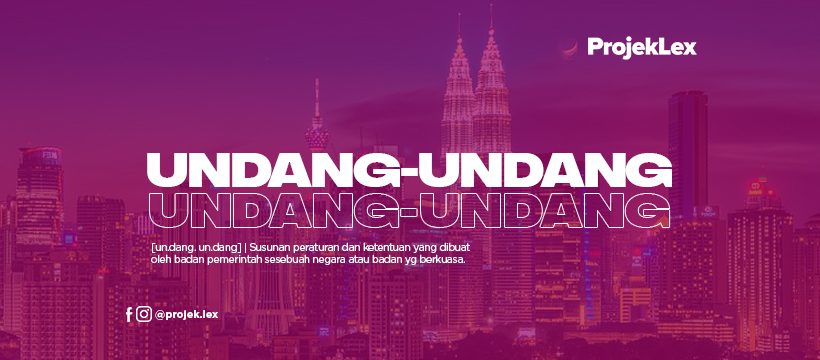 ProjekLex
UNDANG-UNDANG
UNDANG-UNDANG
[un.dang. un.dang] | Susunan peraturan dan ketentuan yang dibuat
oleh badan pemerintah sesebuah negara atau badan yg berkuasa.
@projek.lex